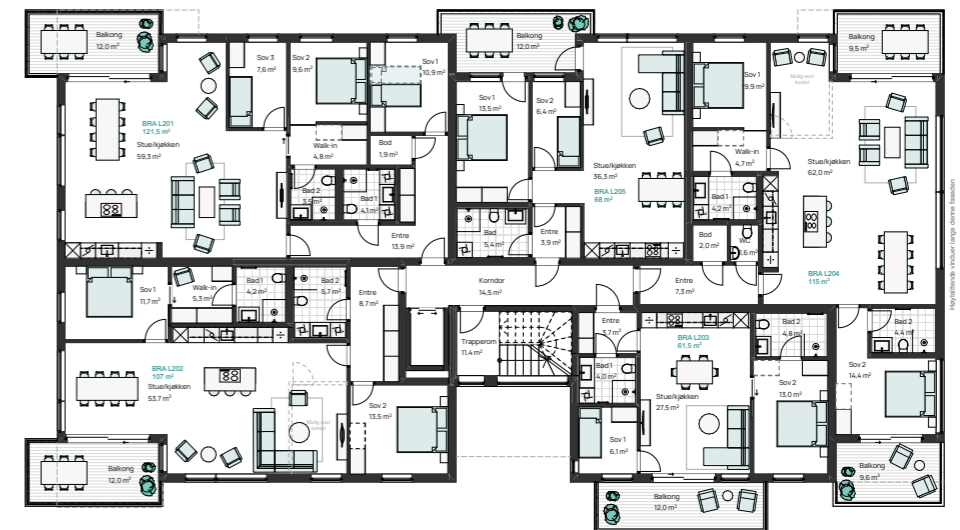 Balkong
12,0 m²
BRA L201
121,5 m²
Stue/kjøkken
59,3 m²
Sov 3
7,6 m²
Sov 2
9,6 m²
Sov 1
10,9 m²
Walk-in
4,8 m²
Bod
1,9 m²
Bad 2
Bad 1
4,1 m²
Entre
13,9 m²
Balkong
12,0 m²
Sov 1
13,5 m²
Sov 2
6,4 m²
Stue/kjøkken
36,3 m²
BRA L205
68 m²
Bad
5,4 m²
Entre
3,9 m²
Sov 1
9,9 m²
Mulig sov/
kontor
Balkong
9,5 m²
Walk-in
4,7 m²
Stue/kjøkken
62,0 m²
Bad 1
4,2 m²
Bod
2,0 m²
WC
BRA L204
115 m²
Entre
7,3 m²
Høyteltende vinduer langs denne fasaden
Korridor
14,5 m²
Sov 1
11,7 m²
Walk-in
5,3 m²
Bad 1
4,2 m²
Bad 2
5,7 m²
Entre
8,7 m²
BRA L202
107 m²
Stue/kjøkken
53,7 m²
Sov 2
13,5 m²
Balkong
12,0 m²
Trapperom
11,4 m²
Entre
3,7 m²
BRA L203
61,5 m²
Bad 1
4,0 m²
Stue/kjøkken
27,5 m²
Sov 1
6,1 m²
Balkong
12,0 m²
Bad 2
4,8 m²
Sov 2
13,0 m²
Bad 2
4,4 m²
Sov 2
14,4 m²
Balkong
9,6 m²